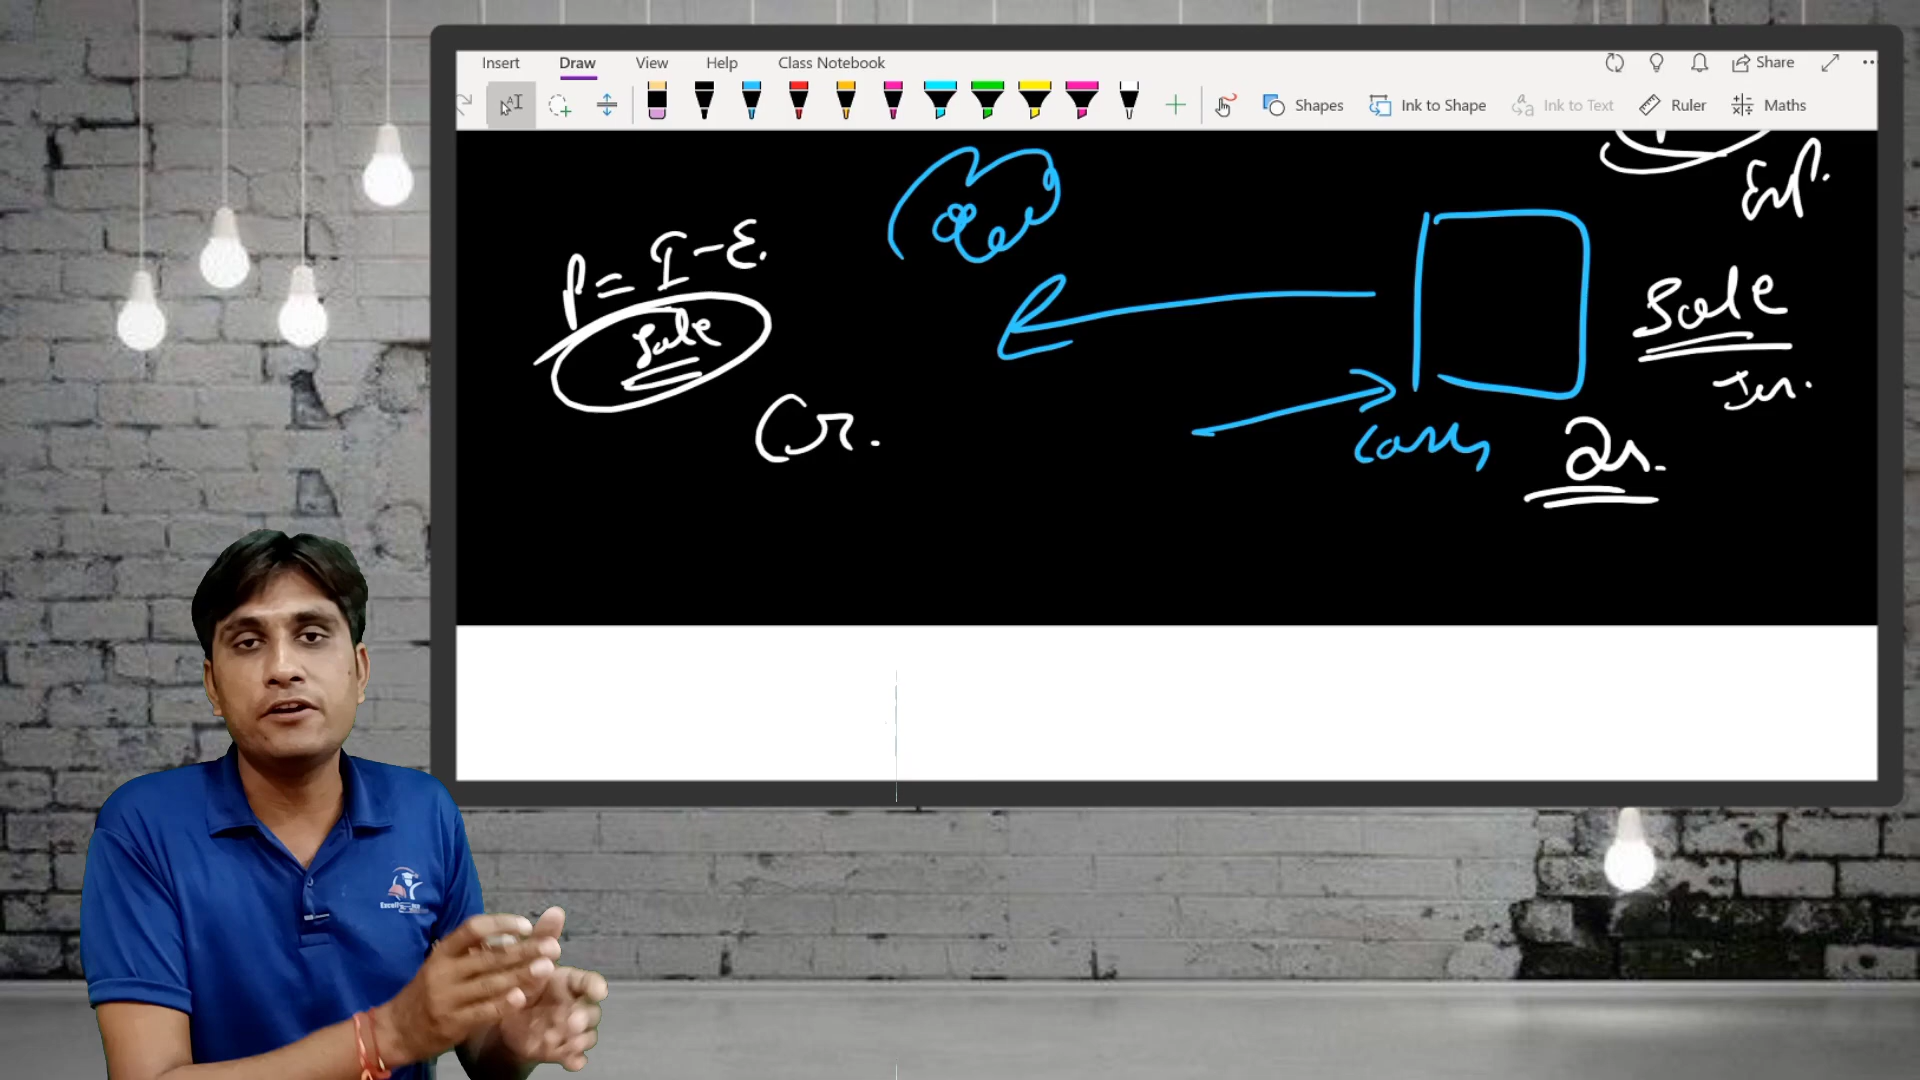 Insert Draw View Help Class Notebook Share
Shapes Ink to Shape Ink to Text Ruler Maths
Exp.
P = I - E.
Sale
Sale
Cr.
Cash
Dr.